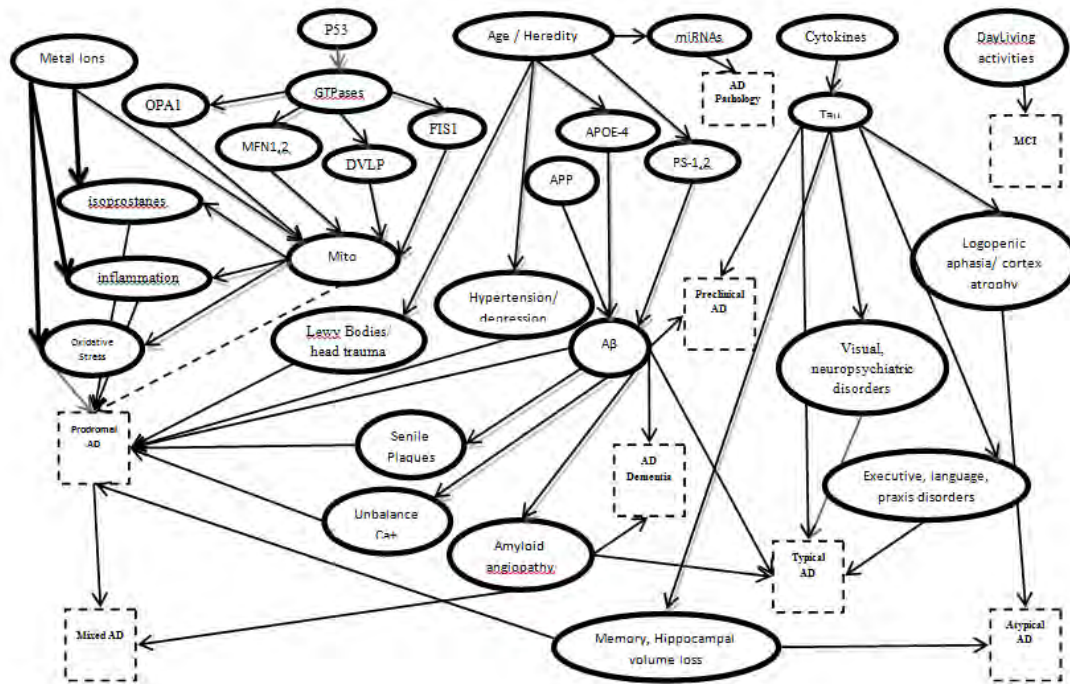 P53
Age / Heredity
miRNAs
Cytokines
DayLiving
activities
Metal Ions
OPA1
GTPases
AD
Pathology
Tau
MFN1,2
FIS1
APOE-4
MCI
DVLP
PS-1,2
APP
isoprostanes
Mito
Logopenic
aphasia/ cortex
atrophy
inflammation
Hypertension/
depression
Preclinical
AD
Oxidative
Stress
Lewy Bodies/
head trauma
Aβ
Visual,
neuropsychiatric
disorders
Prodromal
AD
Senile
Plaques
AD
Dementia
Executive, language,
praxis disorders
Unbalance
Ca+
Amyloid
angiopathy
Typical
AD
Mixed AD
Memory, Hippocampal
volume loss
Atypical
AD